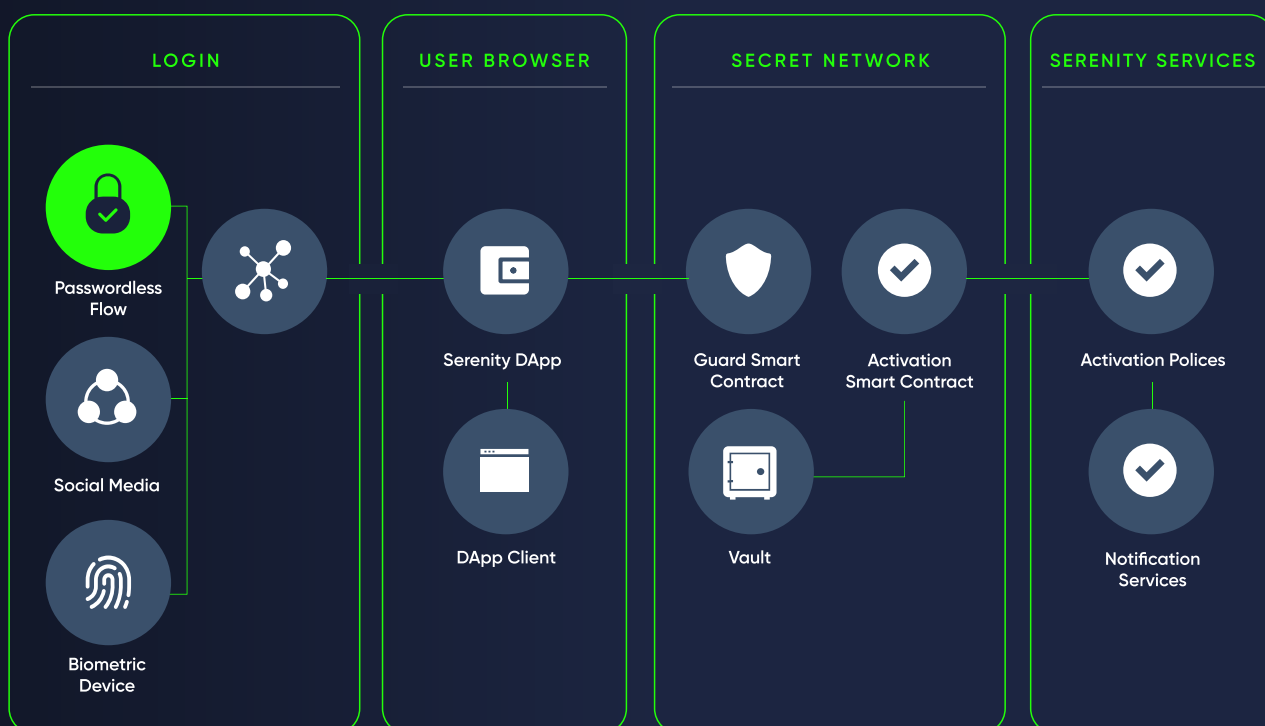 LOGIN
Passwordless
Flow
Social Media
Biometric
Device
USER BROWSER
Serenity DApp
DApp Client
SECRET NETWORK
Guard Smart
Contract
Activation
Smart Contract
Vault
SERENITY SERVICES
Activation Polices
Notification
Services